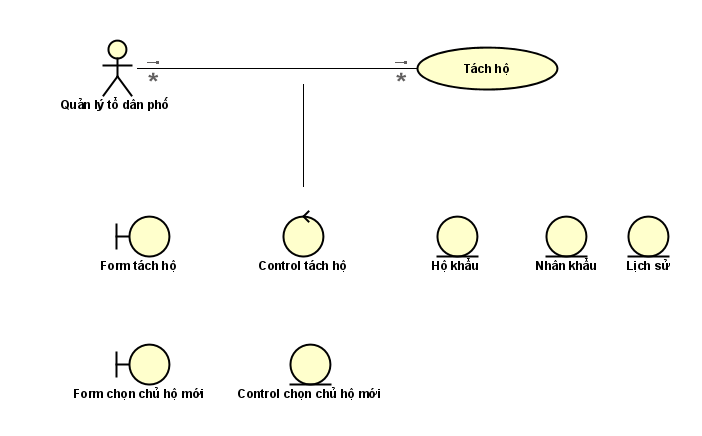 Tách hộ
* *
Quản lý tổ dân phố
Form tách hộ Control tách hộ Hộ khẩu Nhân khẩu Lịch sử
Form chọn chủ hộ mới Control chọn chủ hộ mới